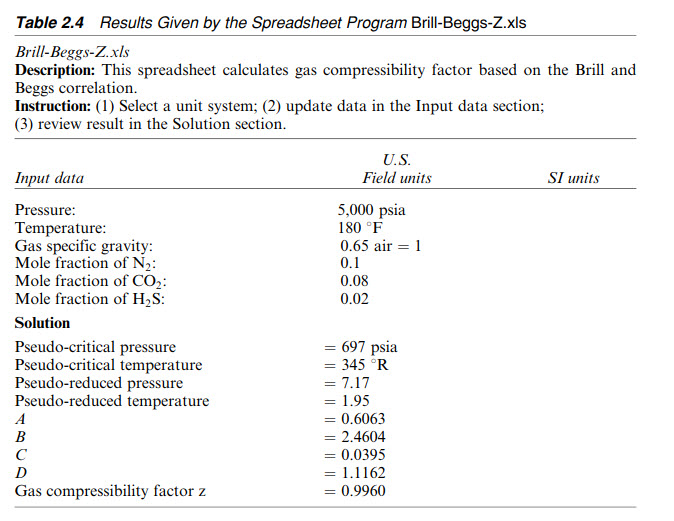 Table 2.4 Results Given by the Spreadsheet Program Brill-Beggs-Z.xls
Brill-Beggs-Z.xls
Description: This spreadsheet calculates gas compressibility factor based on the Brill and
Beggs correlation.
Instruction: (1) Select a unit system; (2) update data in the Input data section;
(3) review result in the Solution section.
U.S.
Input data Field units SI units
Pressure: 5,000 psia
Temperature: 180 °F
Gas specific gravity: 0.65 air = 1
Mole fraction of N₂: 0.1
Mole fraction of CO₂: 0.08
Mole fraction of H₂S: 0.02
Solution
Pseudo-critical pressure = 697 psia
Pseudo-critical temperature = 345 °R
Pseudo-reduced pressure = 7.17
Pseudo-reduced temperature = 1.95
A = 0.6063
B = 2.4604
C = 0.0395
D = 1.1162
Gas compressibility factor z = 0.9960